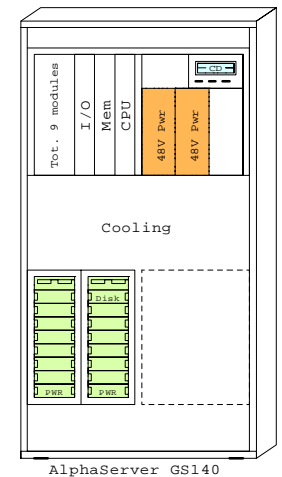 Tot. 9 modules
I/O
Mem
CPU
48V Pwr
48V Pwr
CD
Cooling
Disk
PWR
PWR
AlphaServer GS140